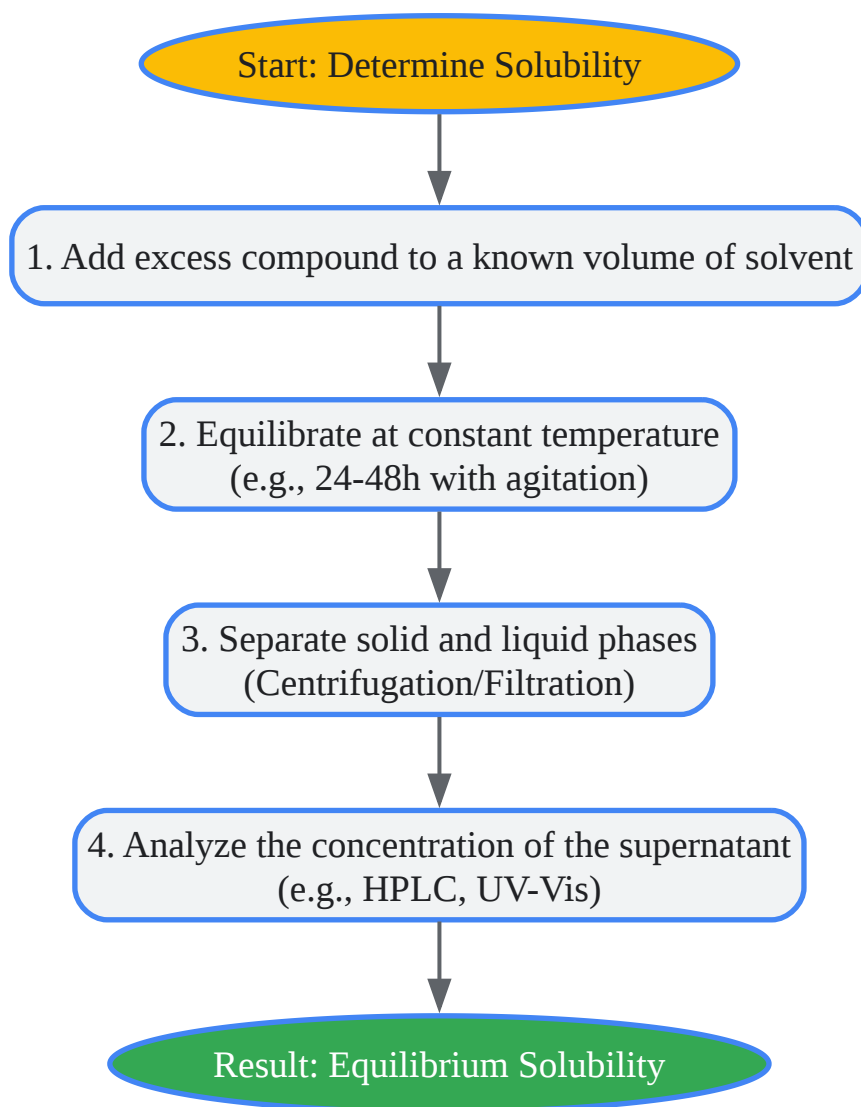 Start: Determine Solubility
1. Add excess compound to a known volume of solvent
2. Equilibrate at constant temperature
(e.g., 24-48h with agitation)
3. Separate solid and liquid phases
(Centrifugation/Filtration)
4. Analyze the concentration of the supernatant
(e.g., HPLC, UV-Vis)
Result: Equilibrium Solubility